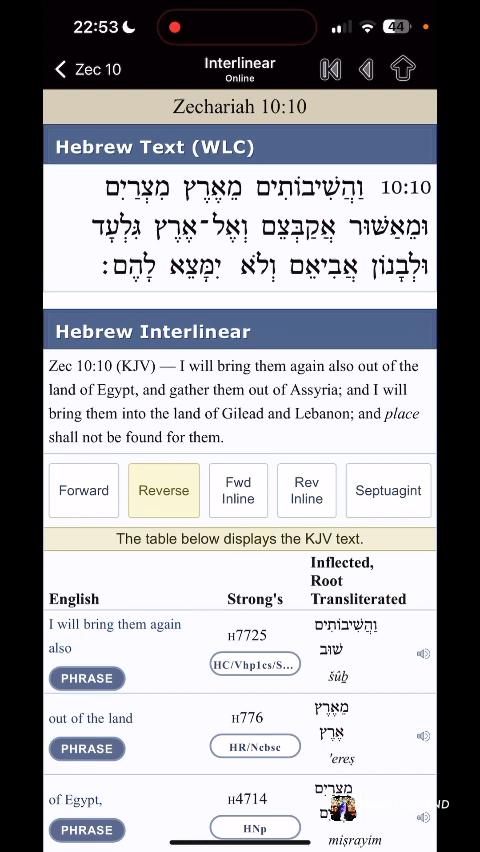 22:53
44
Zec 10
Interlinear
Online
Zechariah 10:10
Hebrew Text (WLC)
10:10 וַהֲשִׁיבוֹתִים מֵאֶרֶץ מִצְרַיִם
וּמֵאַשּׁוּר אֲקַבְּצֵם וְאֶל־אֶרֶץ גִּלְעָד
וּלְבָנוֹן אֲבִיאֵם וְלֹא יִמָּצֵא לָהֶם׃
Hebrew Interlinear
Zec 10:10 (KJV) — I will bring them again also out of the
land of Egypt, and gather them out of Assyria; and I will
bring them into the land of Gilead and Lebanon; and place
shall not be found for them.
Forward
Reverse
Fwd
Inline
Rev
Inline
Septuagint
The table below displays the KJV text.
English
Strong's
Inflected,
Root
Transliterated
I will bring them again
also
PHRASE
H7725
HC/Vhp1cs/S...
וַהֲשִׁיבוֹתִים
שׁוּב
šûḇ
out of the land
PHRASE
H776
HR/Ncbsc
מֵאֶרֶץ
אֶרֶץ
'ereṣ
of Egypt,
PHRASE
H4714
HNp
מִצְרַיִם
miṣrayim